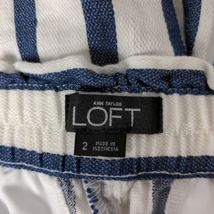 ANN TAYLOR
LOFT
2
MADE IN
INDONESIA